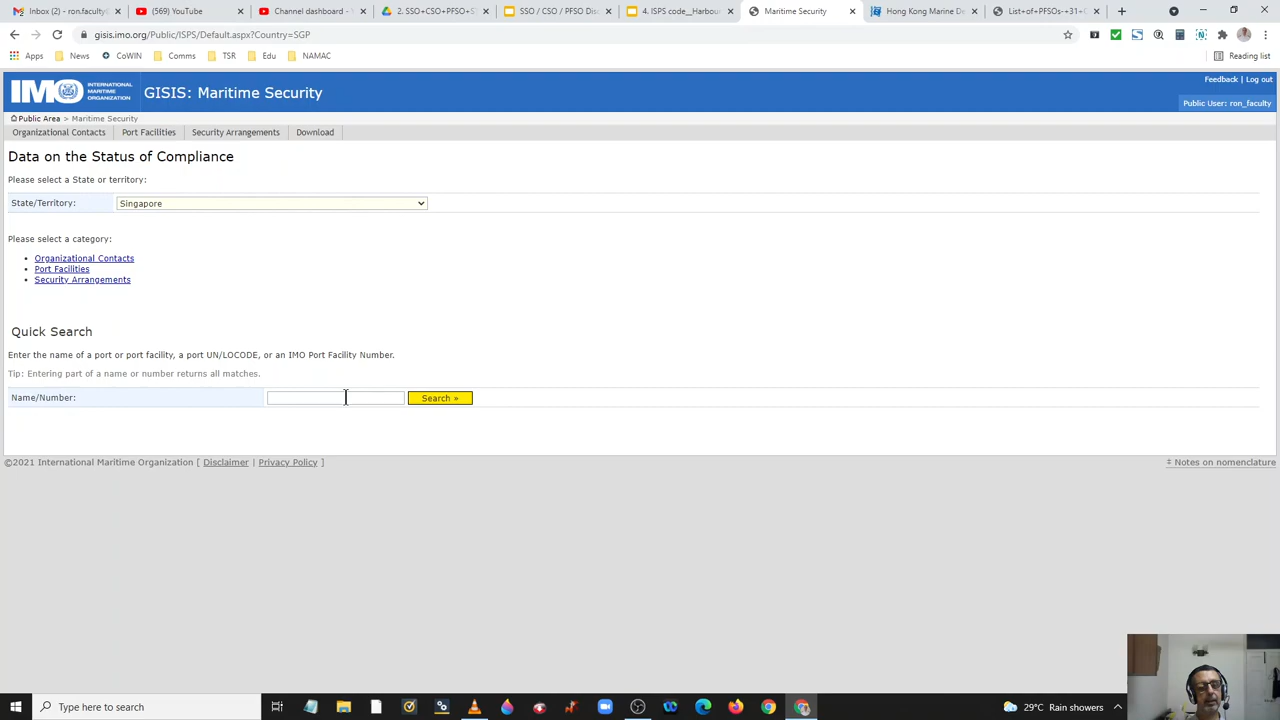 Inbox (2) - ron.faculty@
(569) YouTube
Channel dashboard - Y
2. SSO+CSO+PFSO+S
SSO / CSO / PFSO Dis
4. ISPS code__Harbou
Maritime Security
Hong Kong Marine De
List+of+PFSOs-+31+C
gisis.imo.org/Public/ISPS/Default.aspx?Country=SGP
Apps
News
CoWIN
Comms
TSR
Edu
NAMAC
Reading list
IMO
INTERNATIONAL
MARITIME
ORGANIZATION
GISIS: Maritime Security
Feedback | Log out
Public User: ron_faculty
Public Area > Maritime Security
Organizational Contacts
Port Facilities
Security Arrangements
Download
Data on the Status of Compliance
Please select a State or territory:
State/Territory:
Singapore
Please select a category:
• Organizational Contacts
• Port Facilities
• Security Arrangements
Quick Search
Enter the name of a port or port facility, a port UN/LOCODE, or an IMO Port Facility Number.
Tip: Entering part of a name or number returns all matches.
Name/Number:
Search »
©2021 International Maritime Organization [ Disclaimer | Privacy Policy ]
‡ Notes on nomenclature
Type here to search
29°C Rain showers